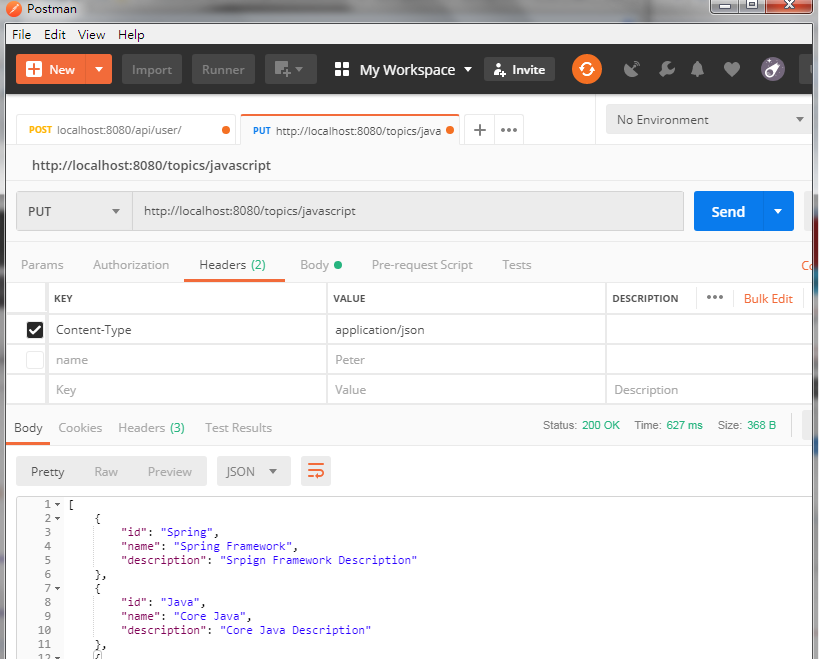 Postman
File Edit View Help
New Import Runner My Workspace Invite
POST localhost:8080/api/user/ PUT http://localhost:8080/topics/java No Environment
http://localhost:8080/topics/javascript
PUT http://localhost:8080/topics/javascript Send
Params Authorization Headers (2) Body Pre-request Script Tests Co
KEY VALUE DESCRIPTION Bulk Edit
Content-Type application/json
name Peter
Key Value Description
Body Cookies Headers (3) Test Results Status: 200 OK Time: 627 ms Size: 368 B
Pretty Raw Preview JSON
1 [
2 {
3 "id": "Spring",
4 "name": "Spring Framework",
5 "description": "Srpign Framework Description"
6 },
7 {
8 "id": "Java",
9 "name": "Core Java",
10 "description": "Core Java Description"
11 },
12 {